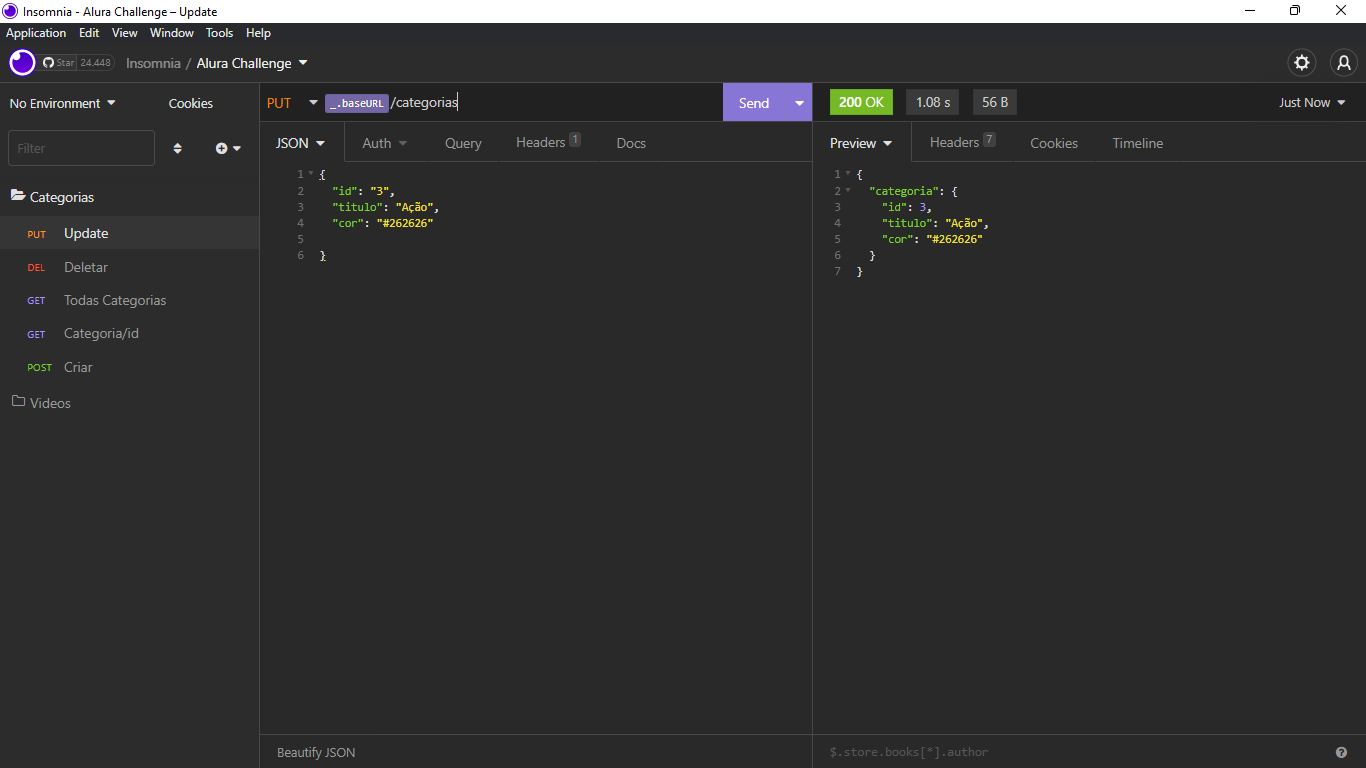 Insomnia - Alura Challenge – Update
Application Edit View Window Tools Help
Star 24.448 Insomnia / Alura Challenge
No Environment Cookies
Filter
Categorias
PUT Update
DEL Deletar
GET Todas Categorias
GET Categoria/id
POST Criar
Videos
PUT _.baseURL /categorias Send
JSON Auth Query Headers 1 Docs
1 {
2 "id": "3",
3 "titulo": "Ação",
4 "cor": "#262626"
5
6 }
Beautify JSON
200 OK 1.08 s 56 B Just Now
Preview Headers 7 Cookies Timeline
1 {
2 "categoria": {
3 "id": 3,
4 "titulo": "Ação",
5 "cor": "#262626"
6 }
7 }
$.store.books[*].author